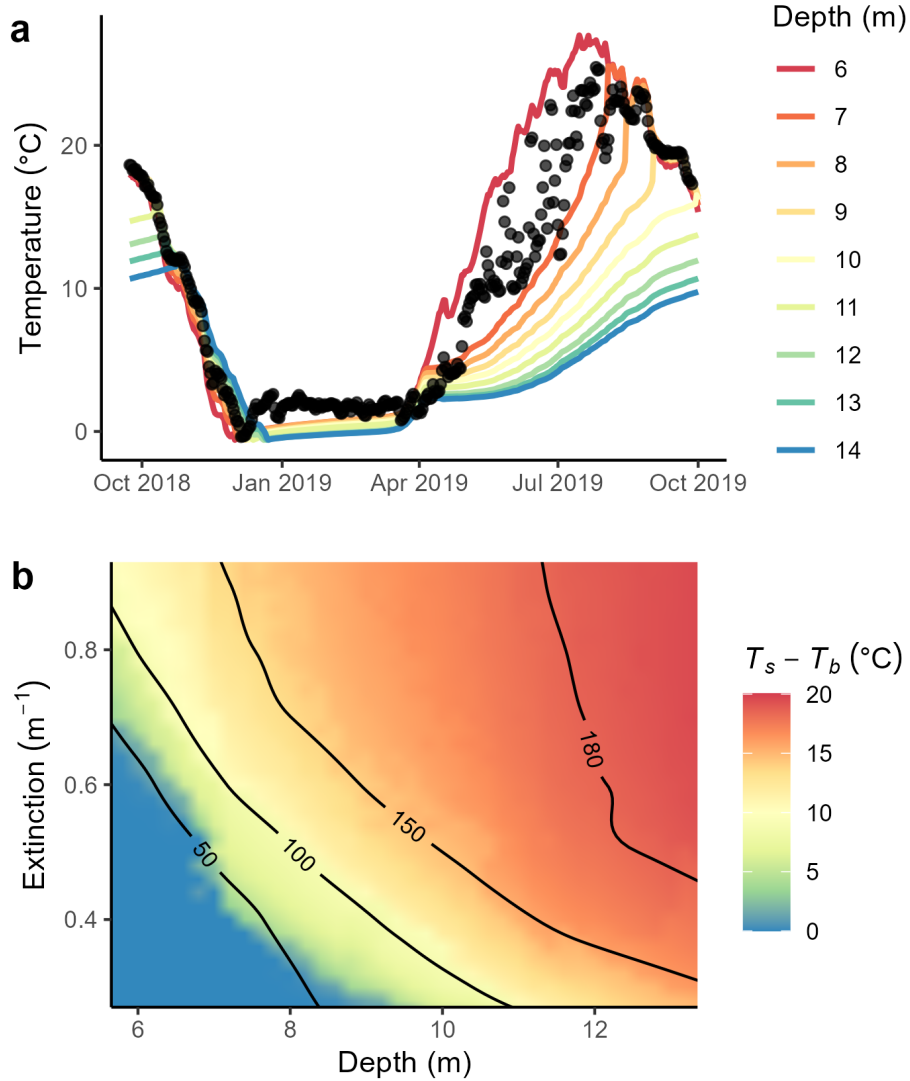 a
Depth (m)
6
7
8
9
10
11
12
13
14
Temperature (°C)
20
10
0
Oct 2018 Jan 2019 Apr 2019 Jul 2019 Oct 2019
b
Extinction (m⁻¹)
0.8
0.6
0.4
50
100
150
180
6 8 10 12
Depth (m)
Tₛ − T_b (°C)
20
15
10
5
0